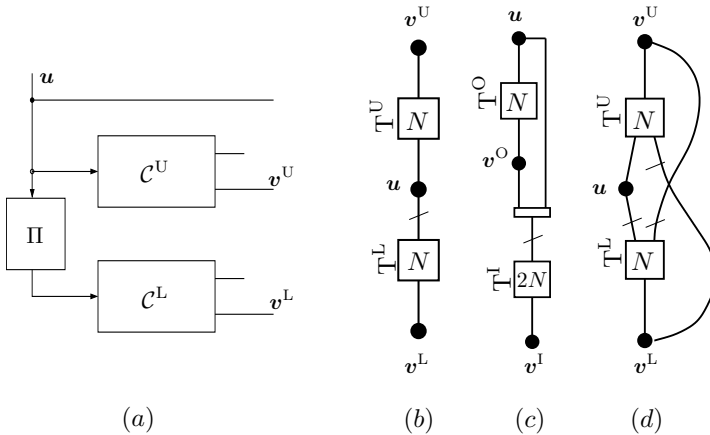 u
Π
C^U
v^U
C^L
v^L
(a)
v^U
T^U
N
u
T^L
N
v^L
(b)
u
T^O
N
v^O
T^I
2N
v^I
(c)
v^U
T^U
N
u
T^L
N
v^L
(d)